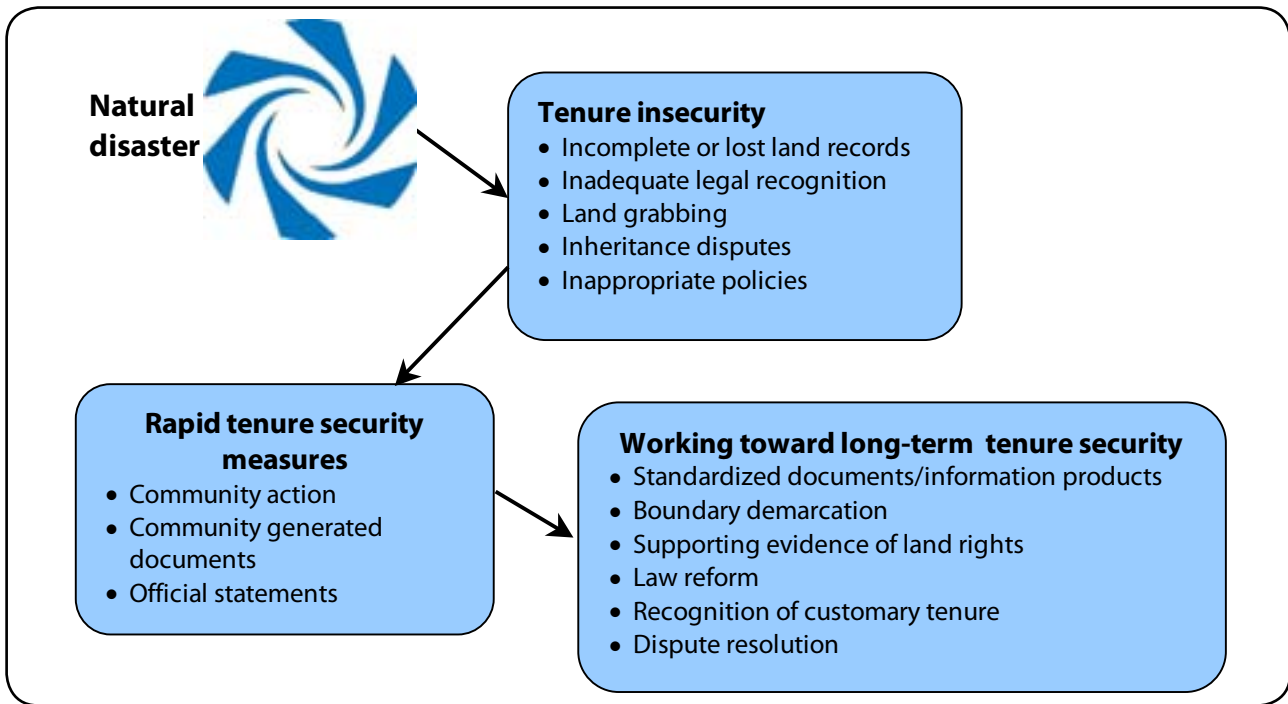 Natural
disaster
Tenure insecurity
• Incomplete or lost land records
• Inadequate legal recognition
• Land grabbing
• Inheritance disputes
• Inappropriate policies
Rapid tenure security
measures
• Community action
• Community generated
documents
• Official statements
Working toward long-term tenure security
• Standardized documents/information products
• Boundary demarcation
• Supporting evidence of land rights
• Law reform
• Recognition of customary tenure
• Dispute resolution